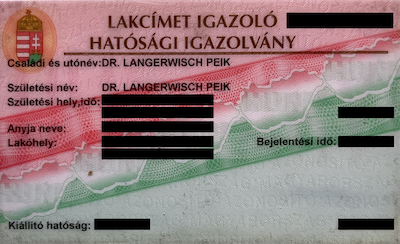 LAKCÍMET IGAZOLÓ
HATÓSÁGI IGAZOLVÁNY
Családi és utónév: DR. LANGERWISCH PEIK
Születési név: DR. LANGERWISCH PEIK
Születési hely,idő:
Anyja neve:
Lakóhely:
Bejelentési idő:
Kiállító hatóság: